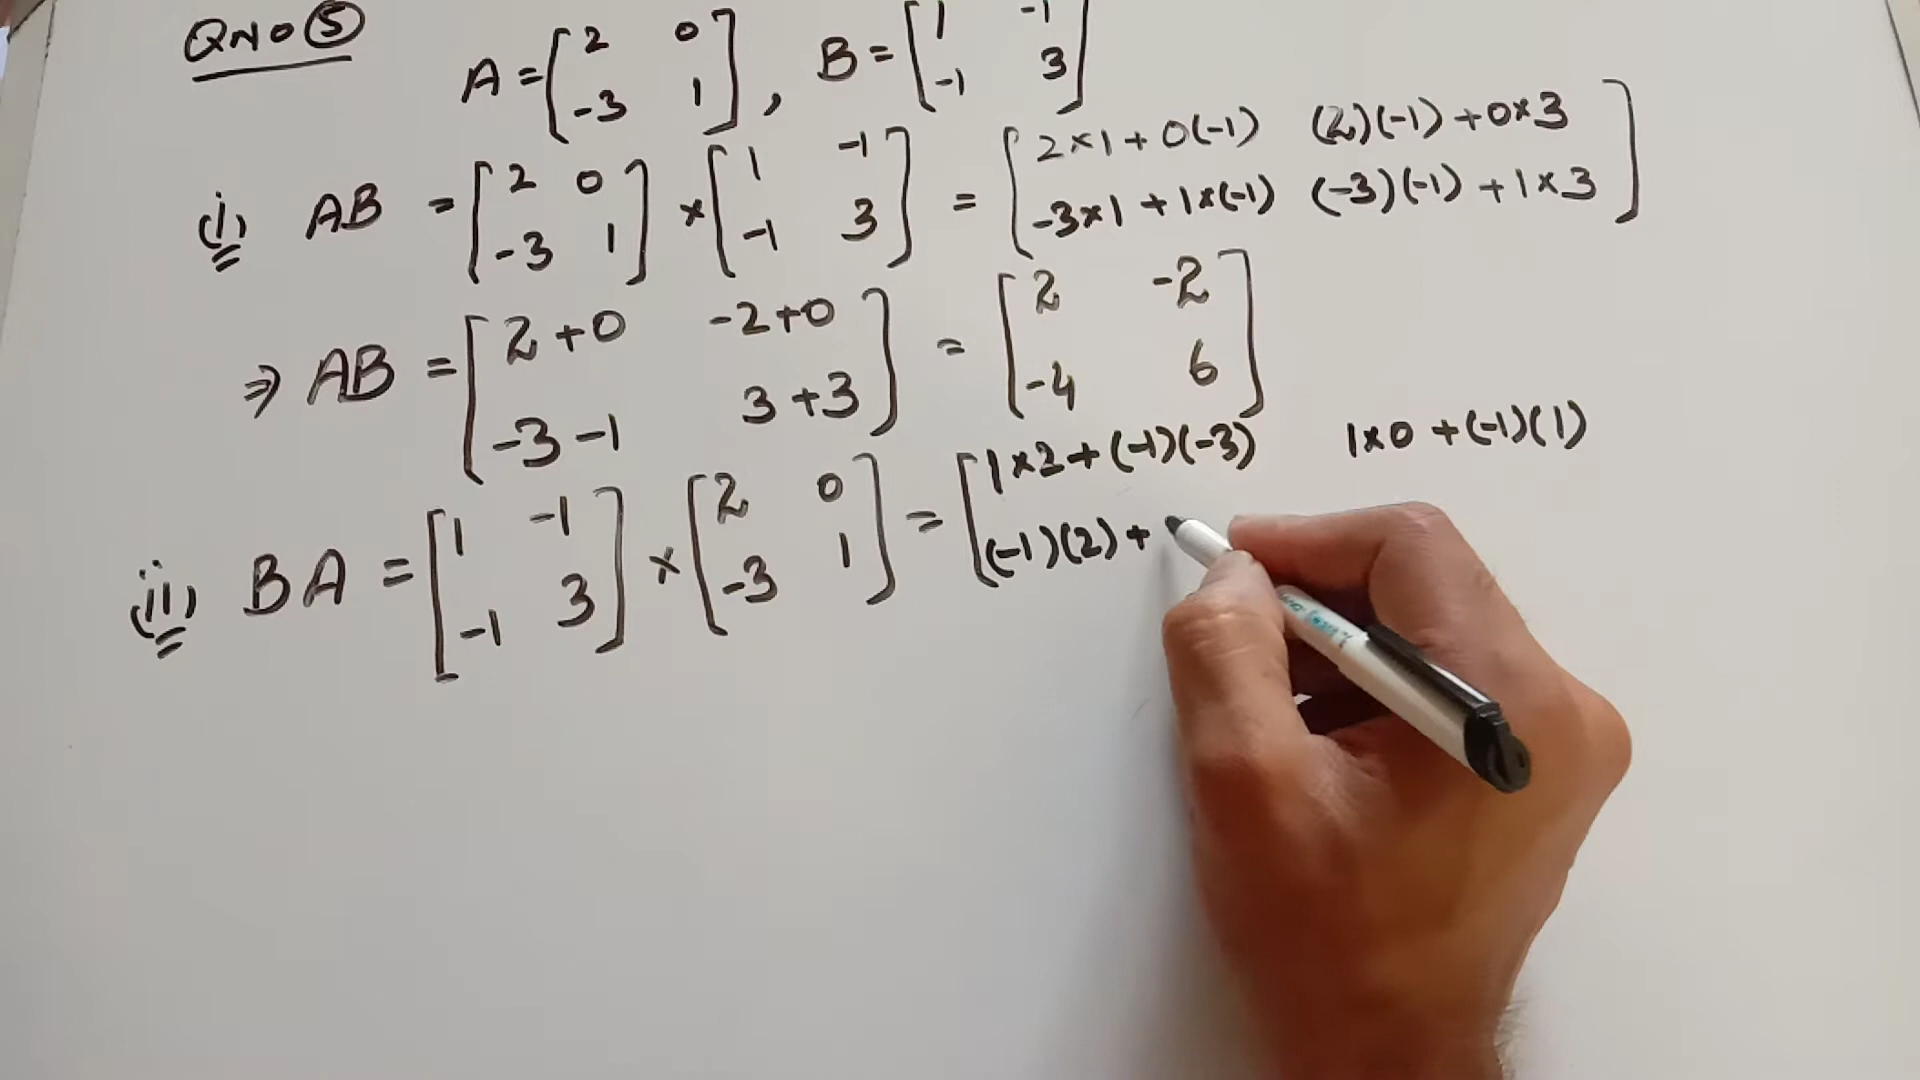 QNO ⑤
A = [2 0 -3 1], B = [1 -1 -1 3]
(i) AB = [2 0 -3 1] × [1 -1 -1 3] = [2×1+0(-1) (2)(-1)+0×3 -3×1+1×(-1) (-3)(-1)+1×3]
⇒ AB = [2+0 -2+0 -3-1 3+3] = [2 -2 -4 6]
(ii) BA = [1 -1 -1 3] × [2 0 -3 1] = [1×2+(-1)(-3) 1×0+(-1)(1) (-1)(2)+